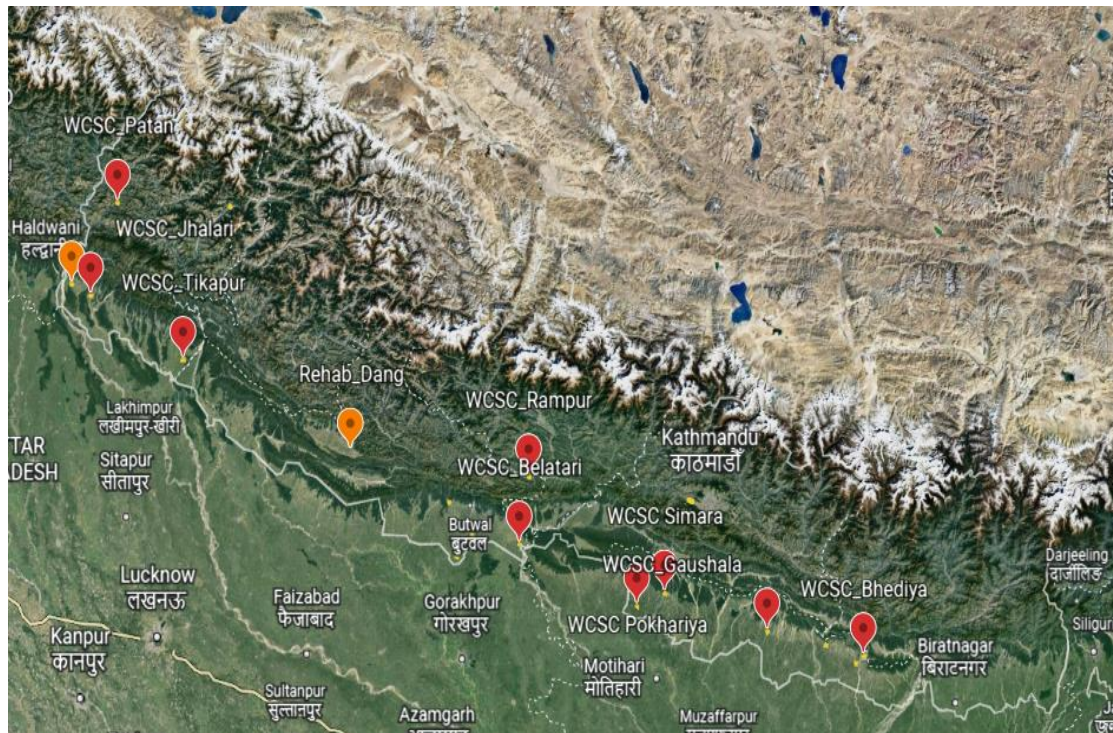 WCSC_Patan
WCSC_Jhalari
Haldwani
WCSC_Tikapur
Rehab_Dang
WCSC_Rampur
Lakhimpur
लखीमपुर-खीरी
Kathmandu
काठमाडौँ
TAR
ADESH
Sitapur
सीतापुर
WCSC_Belatari
WCSC Simara
Butwal
बुटवल
WCSC_Gaushala
Darjeeling
दार्जीलिङ
Lucknow
लखनऊ
Faizabad
फैजाबाद
Gorakhpur
गोरखपुर
WCSC_Bhediya
WCSC Pokhariya
Kanpur
कानपुर
Motihari
मोतिहारी
Biratnagar
बिराटनगर
Siligur
Sultanpur
सुल्तानपुर
Azamgarh
Muzaffarpur